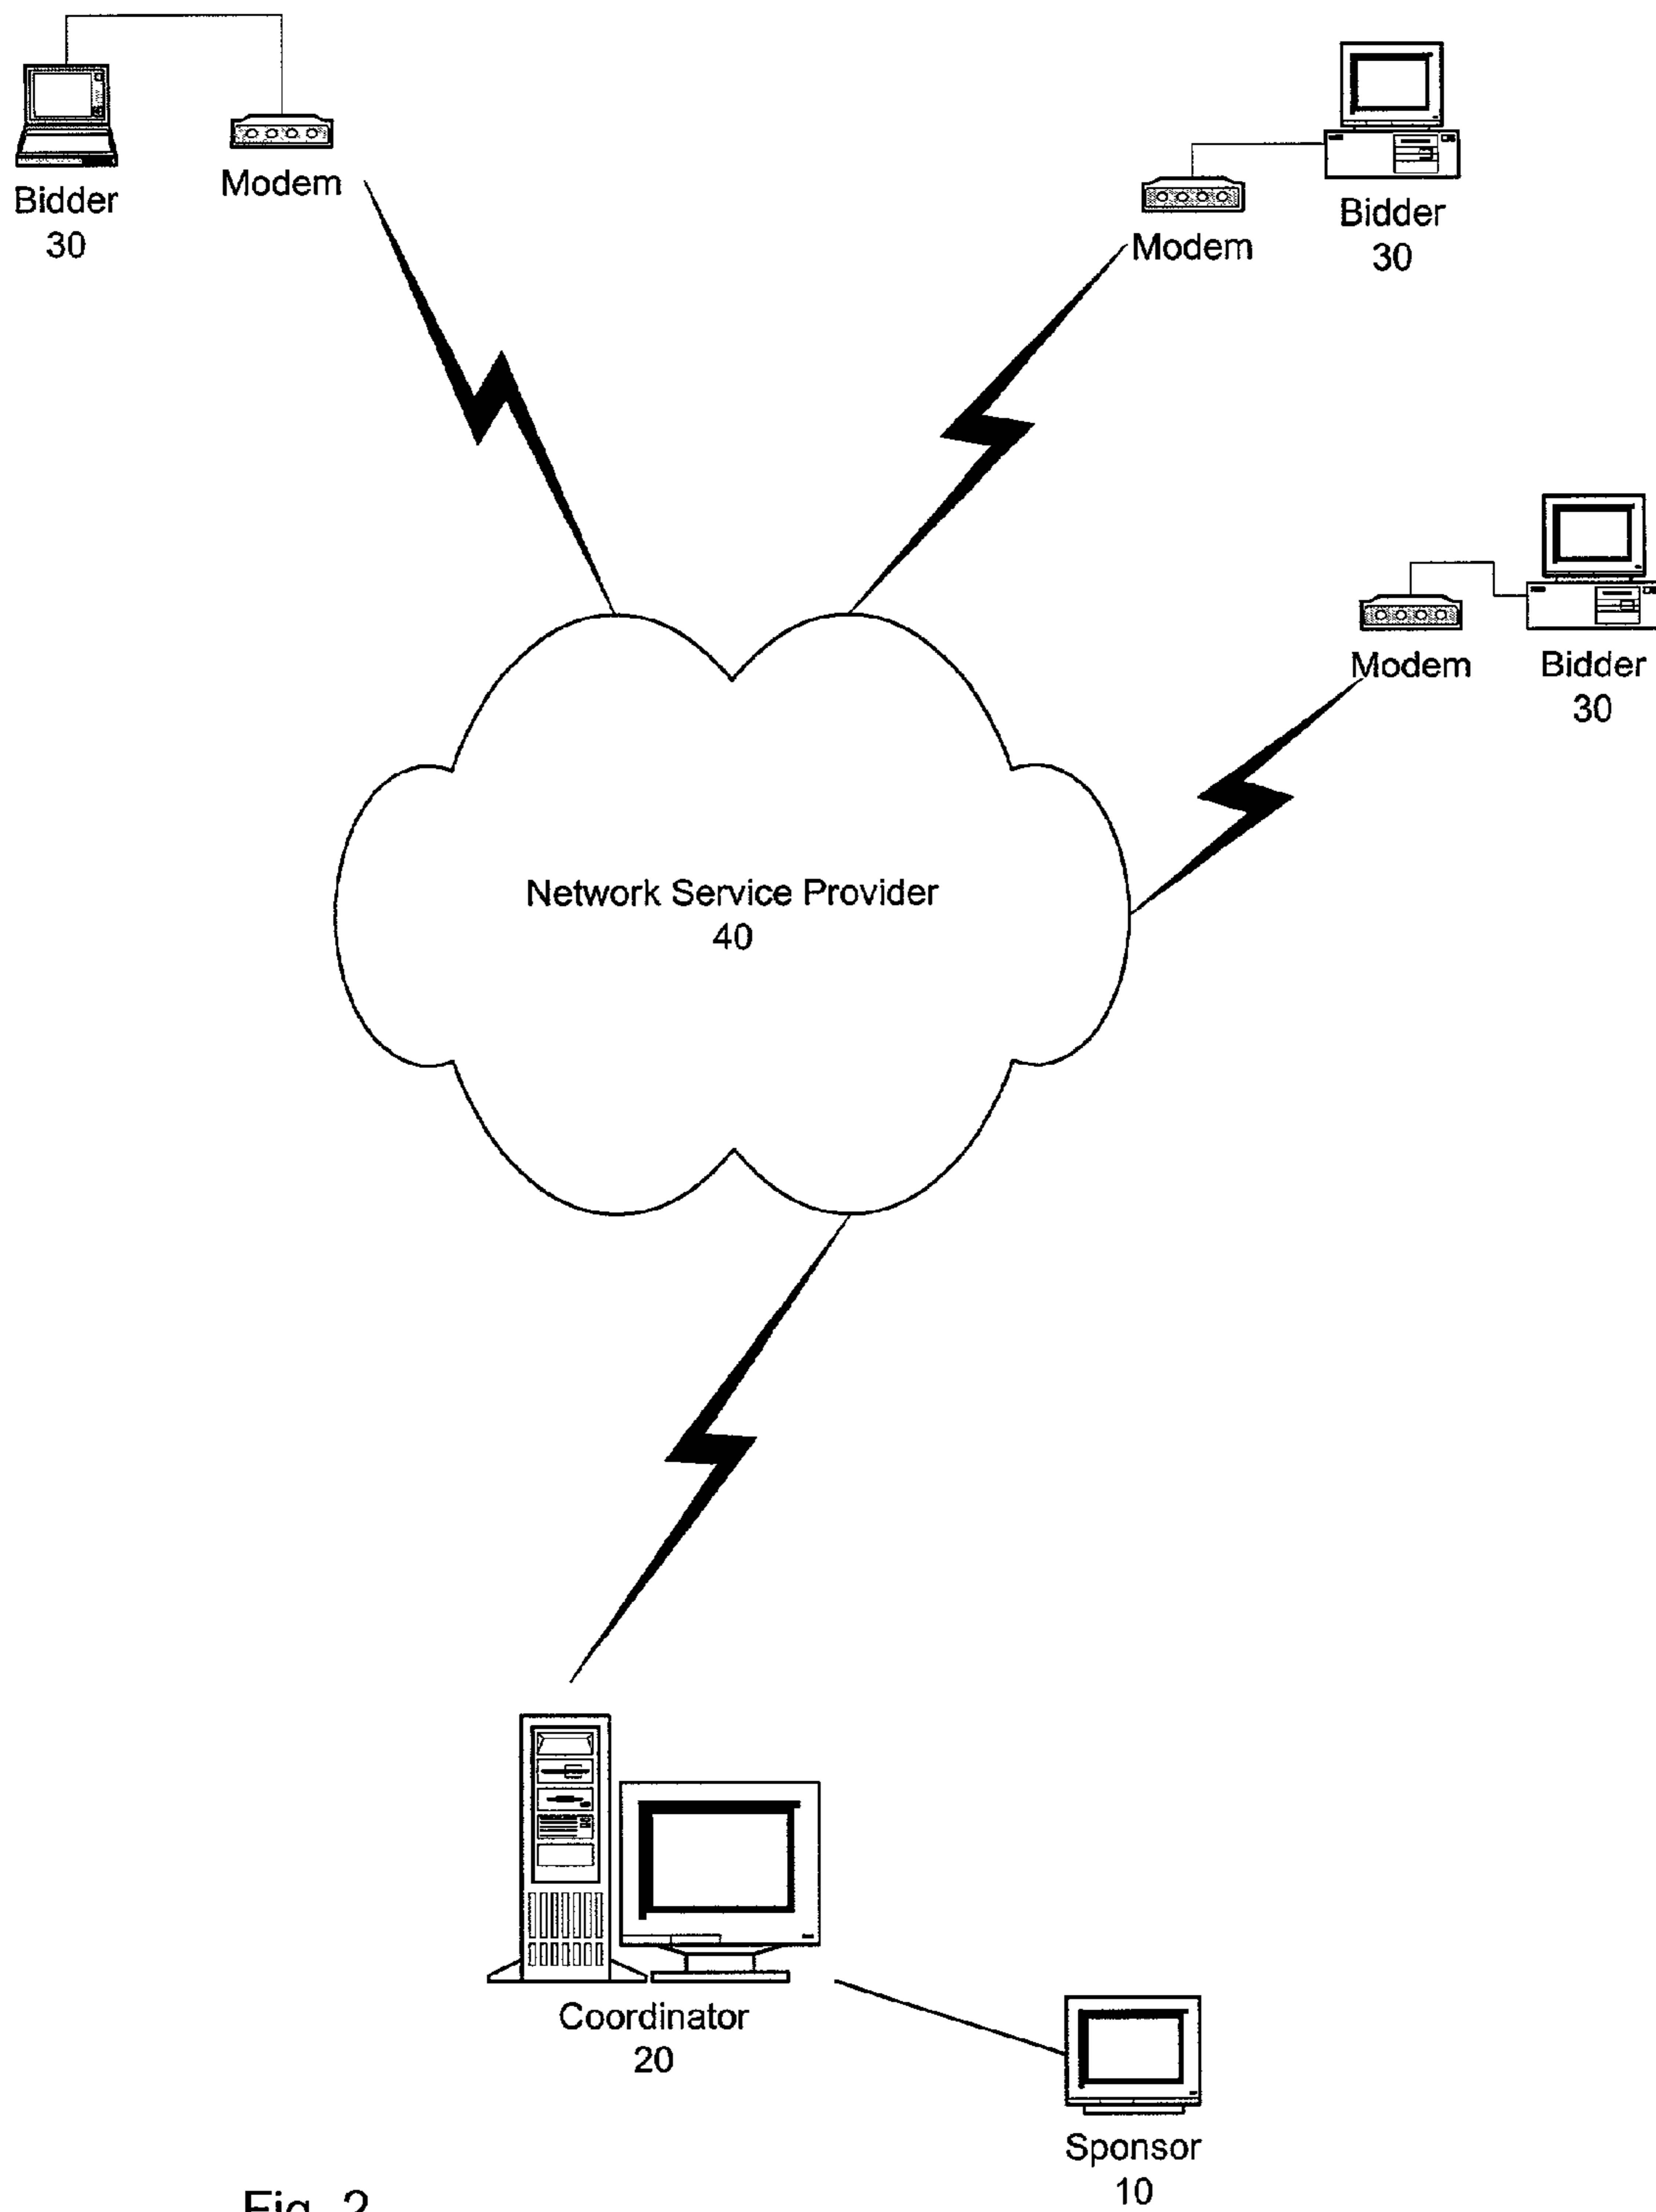 Bidder
30
Modem
Modem
Bidder
30
Modem
Bidder
30
Network Service Provider
40
Coordinator
20
Sponsor
10
Fig. 2